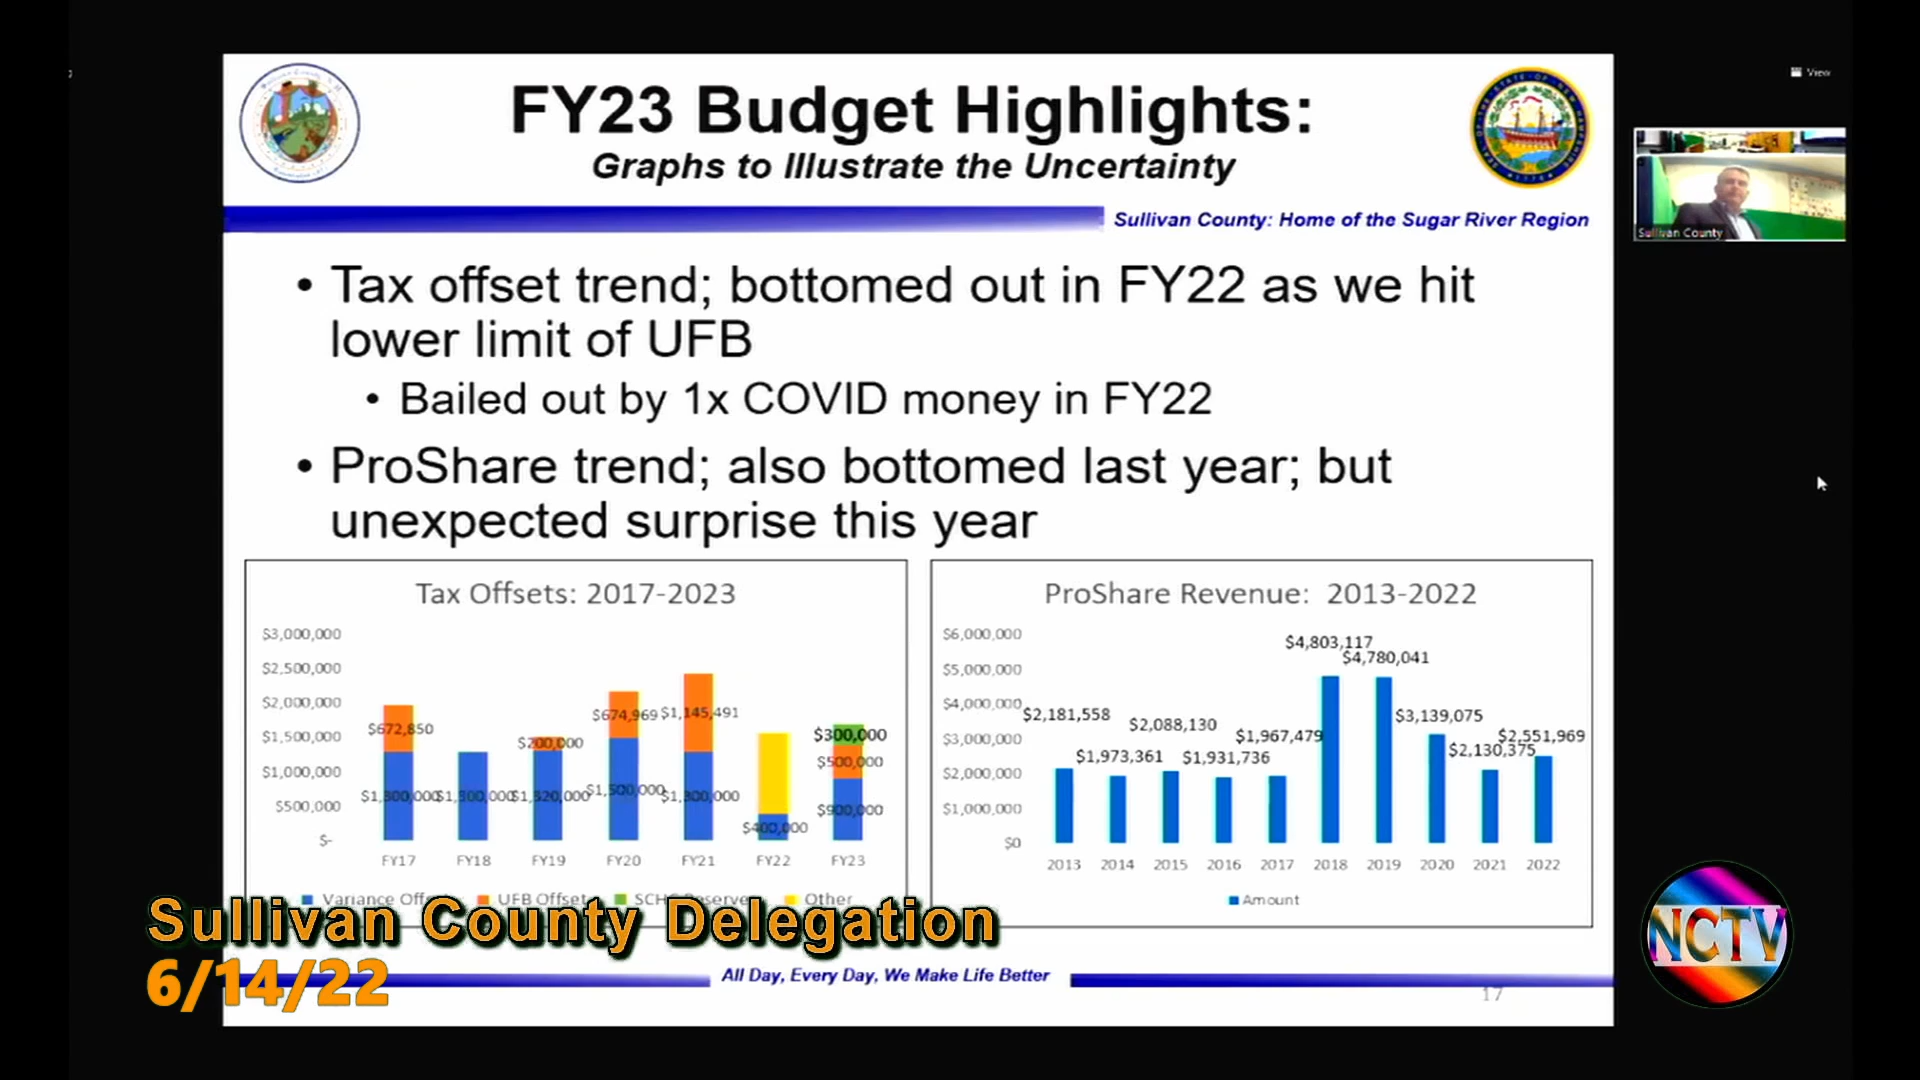 FY23 Budget Highlights:
Graphs to Illustrate the Uncertainty
View
Sullivan County: Home of the Sugar River Region
Sullivan County
• Tax offset trend; bottomed out in FY22 as we hit
lower limit of UFB
• Bailed out by 1x COVID money in FY22
• ProShare trend; also bottomed last year; but
unexpected surprise this year
Tax Offsets: 2017-2023
$3,000,000
$2,500,000
$2,000,000
$1,500,000
$1,000,000
$500,000
$-
$672,850
$200,000
$674,969
$1,145,491
$300,000
$500,000
$1,300,000
$1,300,000
$1,320,000
$1,500,000
$1,300,000
$400,000
$900,000
FY17 FY18 FY19 FY20 FY21 FY22 FY23
Variance UFB Offset Other
ProShare Revenue: 2013-2022
$6,000,000
$5,000,000
$4,000,000
$3,000,000
$2,000,000
$1,000,000
$0
$2,181,558
$1,973,361
$2,088,130
$1,931,736
$1,967,479
$4,803,117
$4,780,041
$3,139,075
$2,130,375
$2,551,969
2013 2014 2015 2016 2017 2018 2019 2020 2021 2022
Amount
Sullivan County Delegation
6/14/22
All Day, Every Day, We Make Life Better
17
NCTV